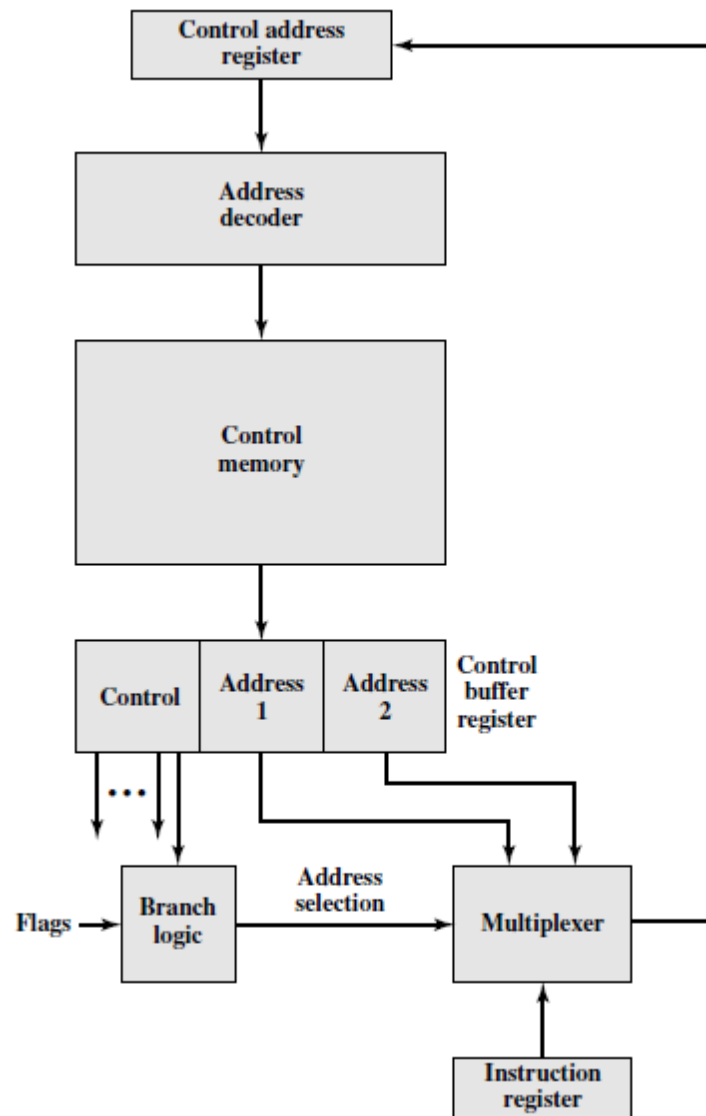 Control address
register
Address
decoder
Control
memory
Control
Address
1
Address
2
Control
buffer
register
Flags
Branch
logic
Address
selection
Multiplexer
Instruction
register